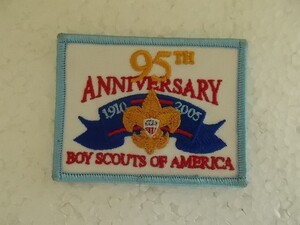 95TH
ANNIVERSARY
1910 2005
BOY SCOUTS OF AMERICA